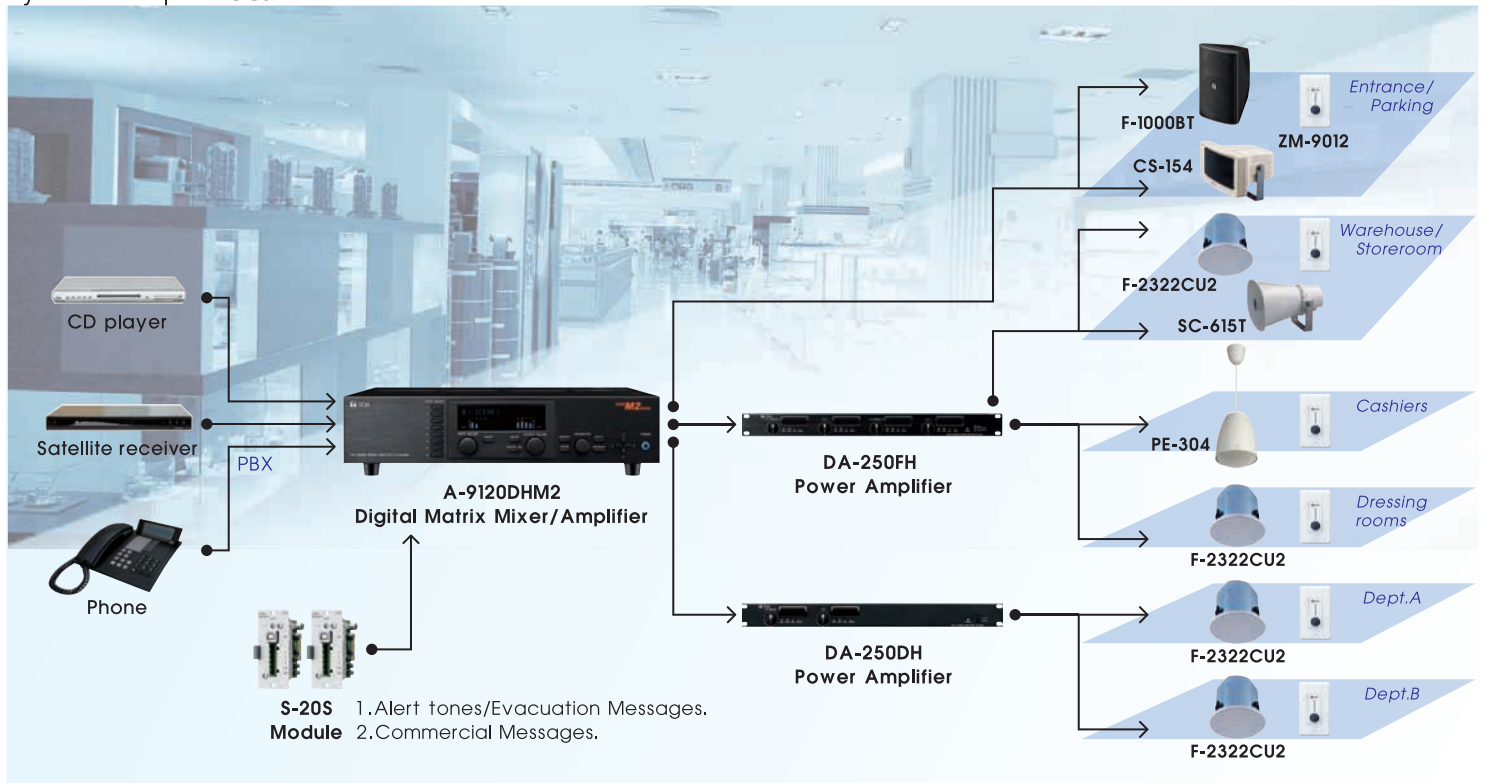 CD player
Satellite receiver
PBX
Phone
TOA
M2
A-9120DHM2
Digital Matrix Mixer/Amplifier
S-20S
Module
1.Alert tones/Evacuation Messages.
2.Commercial Messages.
DA-250FH
Power Amplifier
DA-250DH
Power Amplifier
F-1000BT
CS-154
ZM-9012
Entrance/
Parking
F-2322CU2
SC-615T
Warehouse/
Storeroom
PE-304
Cashiers
F-2322CU2
Dressing
rooms
F-2322CU2
Dept.A
F-2322CU2
Dept.B